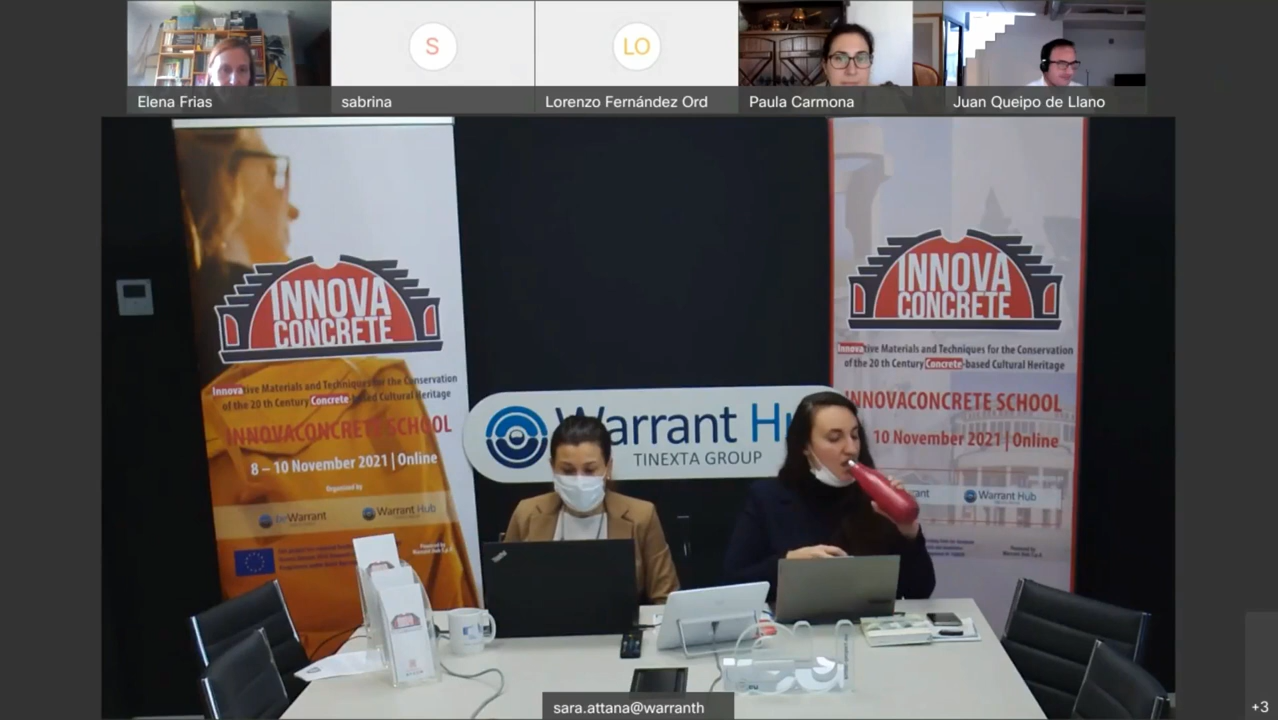 S
LO
Elena Frias
sabrina
Lorenzo Fernández Ord
Paula Carmona
Juan Queipo de Llano
INNOVA
CONCRETE
Innovative Materials and Techniques for the Conservation
of the 20 th Century Concrete-based Cultural Heritage
INNOVACONCRETE SCHOOL
8 – 10 November 2021 | Online
Organised by
beWarrant
Warrant Hub
INNOVA
CONCRETE
Innovative Materials and Techniques for the Conservation
of the 20 th Century Concrete-based Cultural Heritage
INNOVACONCRETE SCHOOL
10 November 2021 | Online
Warrant Hub
Warrant Hu
TINEXTA GROUP
sara.attana@warranth
+3